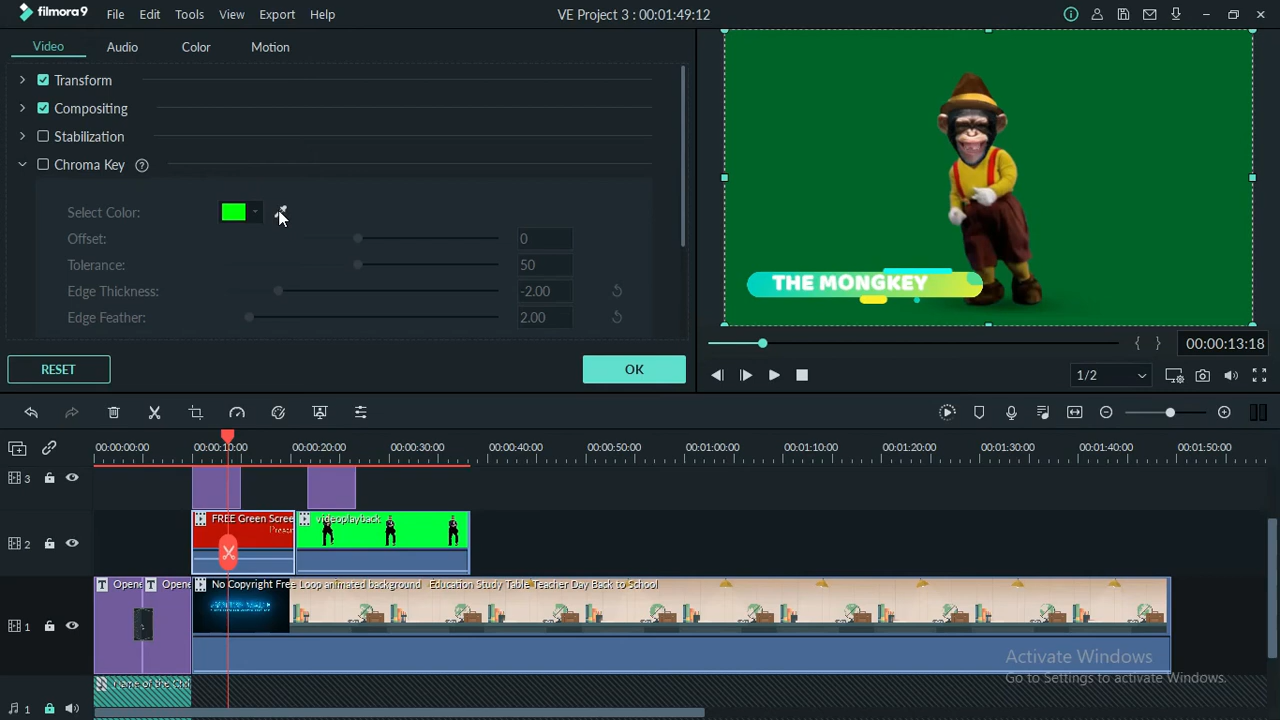 filmora9 File Edit Tools View Export Help VE Project 3 : 00:01:49:12
Video Audio Color Motion
Transform
Compositing
Stabilization
Chroma Key ?
Select Color:
Offset: 0
Tolerance: 50
Edge Thickness: -2.00
Edge Feather: 2.00
RESET OK
THE MONGKEY
{ } 00:00:13:18
1/2
00:00:00:00 00:00:10:00 00:00:20:00 00:00:30:00 00:00:40:00 00:00:50:00 00:01:00:00 00:01:10:00 00:01:20:00 00:01:30:00 00:01:40:00 00:01:50:00
3
2 FREE Green Scree videoplayback
1 T Opene T Opene No Copyright Free Loop animated background Education Study Table Teacher Day Back to School
Activate Windows
Go to Settings to activate Windows.
1 Name of the Chi